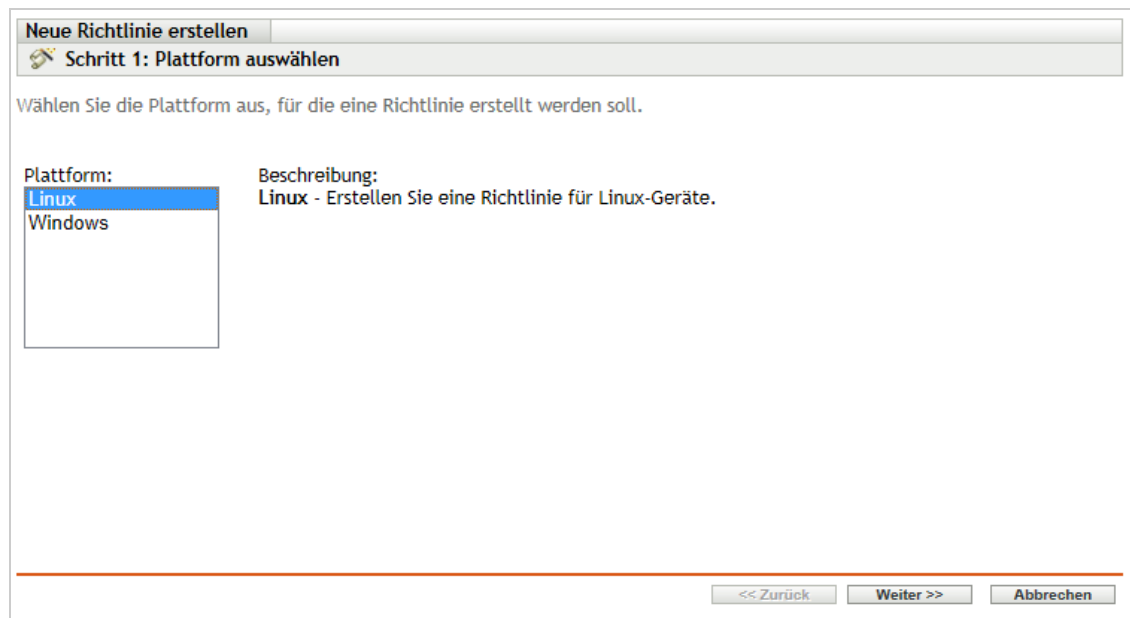 Neue Richtlinie erstellen
Schritt 1: Plattform auswählen
Wählen Sie die Plattform aus, für die eine Richtlinie erstellt werden soll.
Plattform:
Linux
Windows
Beschreibung:
Linux - Erstellen Sie eine Richtlinie für Linux-Geräte.
<< Zurück
Weiter >>
Abbrechen